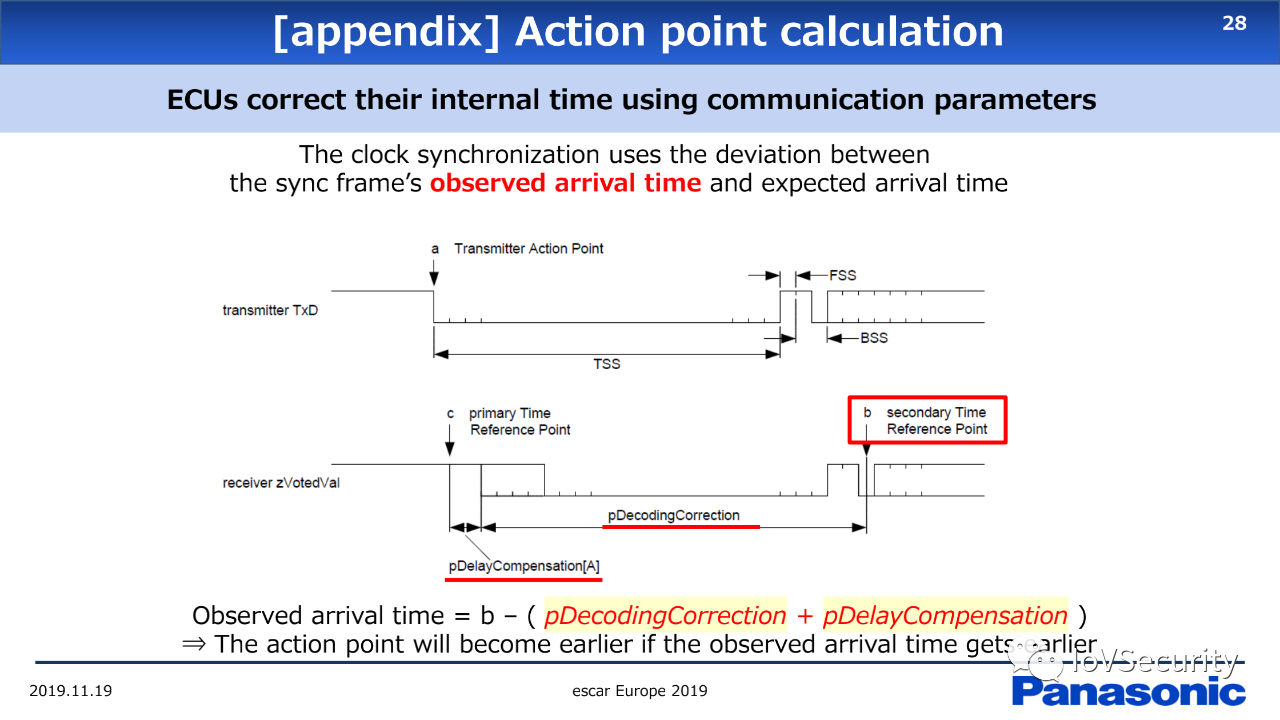 [appendix] Action point calculation
28
ECUs correct their internal time using communication parameters
The clock synchronization uses the deviation between
the sync frame’s observed arrival time and expected arrival time
a Transmitter Action Point
FSS
transmitter TxD
BSS
TSS
c primary Time
Reference Point
b secondary Time
Reference Point
receiver zVotedVal
pDecodingCorrection
pDelayCompensation[A]
Observed arrival time = b – ( pDecodingCorrection + pDelayCompensation )
⇒ The action point will become earlier if the observed arrival time gets earlier
IoVSecurity
2019.11.19
escar Europe 2019
Panasonic